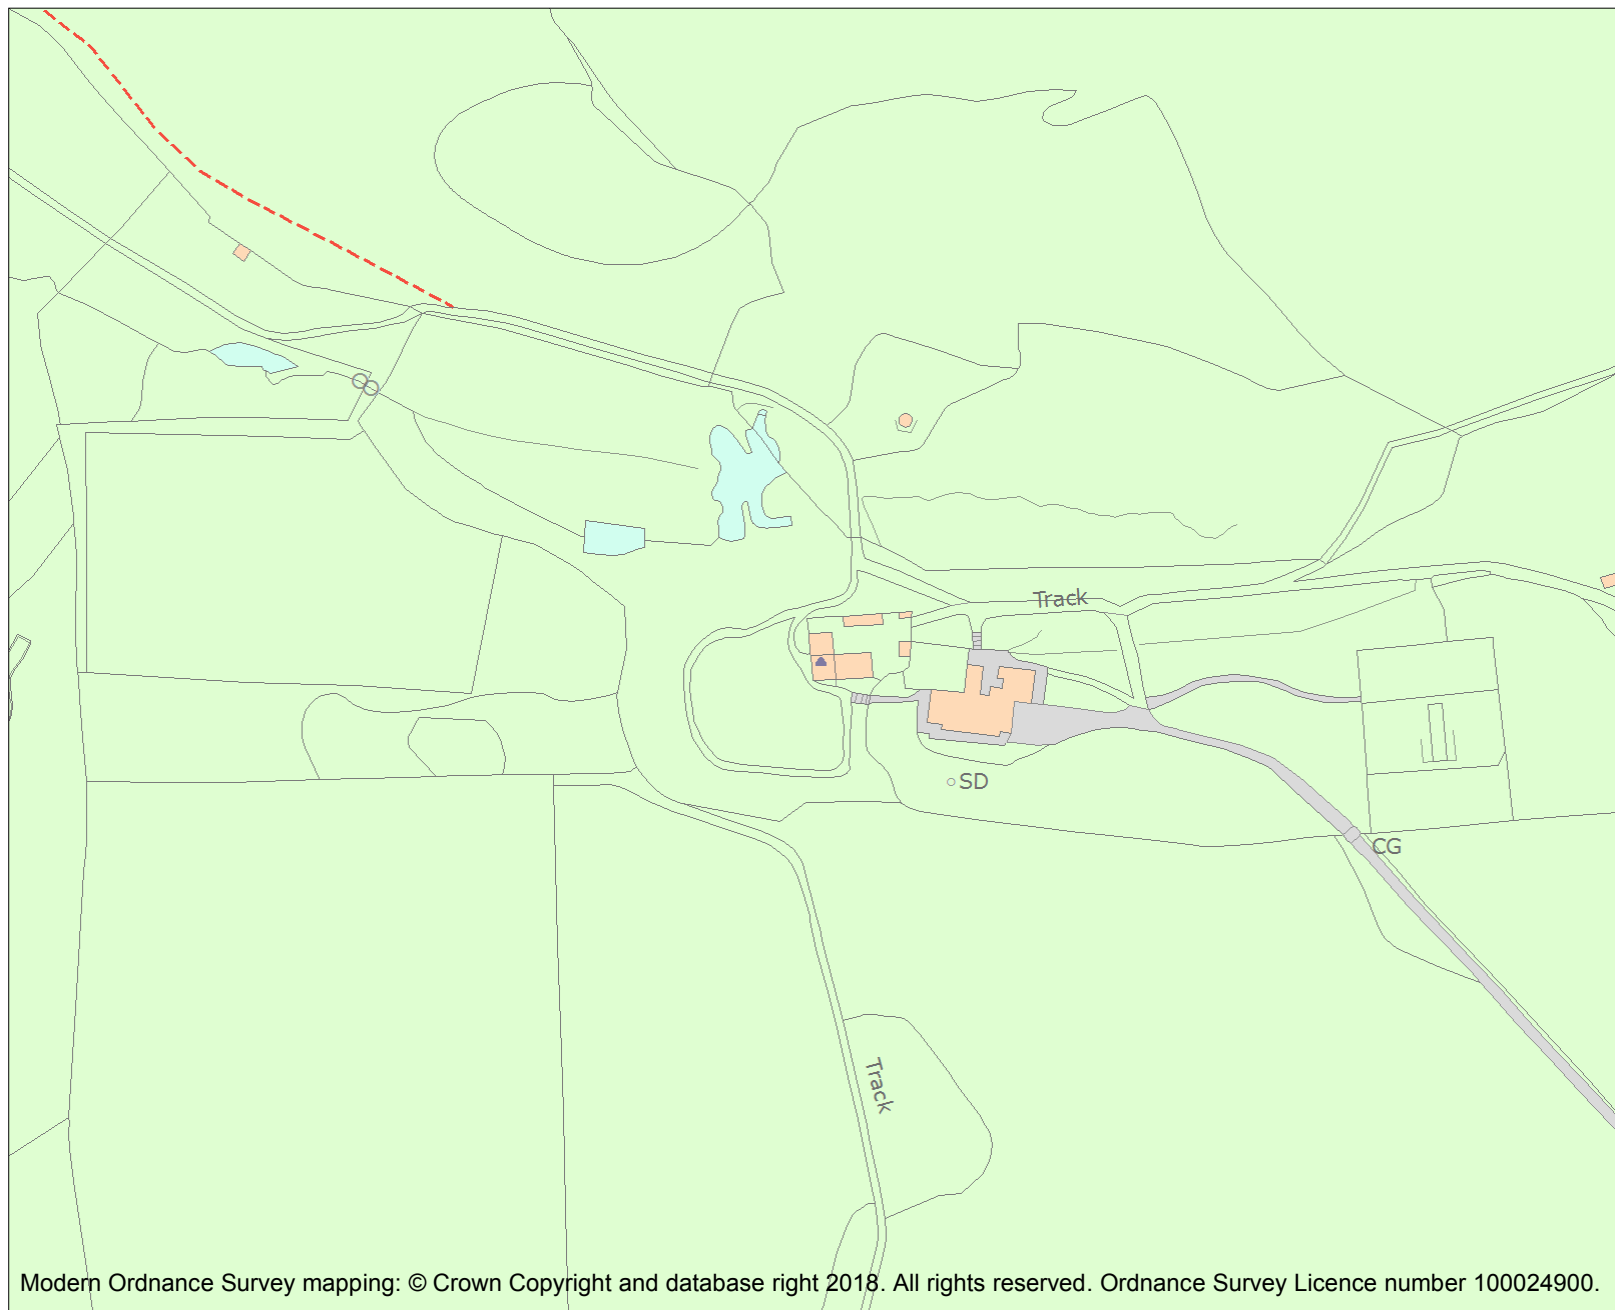 Track
SD
CG
Track
Modern Ordnance Survey mapping: © Crown Copyright and database right 2018. All rights reserved. Ordnance Survey Licence number 100024900.